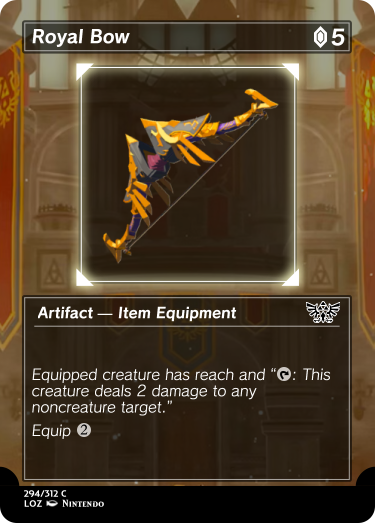 Royal Bow 5
Artifact — Item Equipment
Equipped creature has reach and “: This
creature deals 2 damage to any
noncreature target.”
Equip 2
294/312 C
LOZ Nintendo